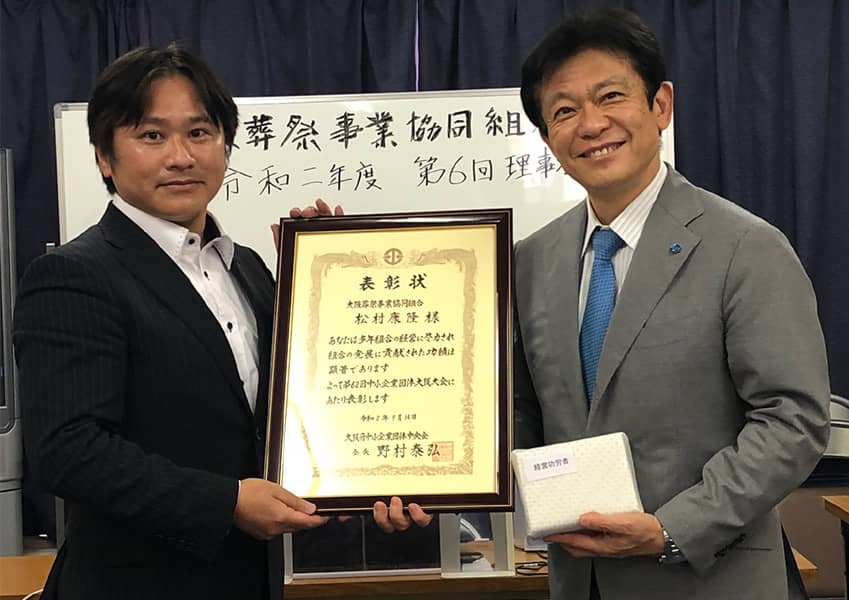 葬祭事業協同組
令和二年度 第6回理事
表彰状
大阪葬祭事業協同組合
松村康隆様
あなたは多年組合の経営に尽力され
組合の発展に貢献された功績は
顕著であります
よって第62回中小企業団体大阪大会に
あたり表彰します
令和2年9月16日
大阪府中小企業団体中央会
会長 野村泰弘
経営功労者